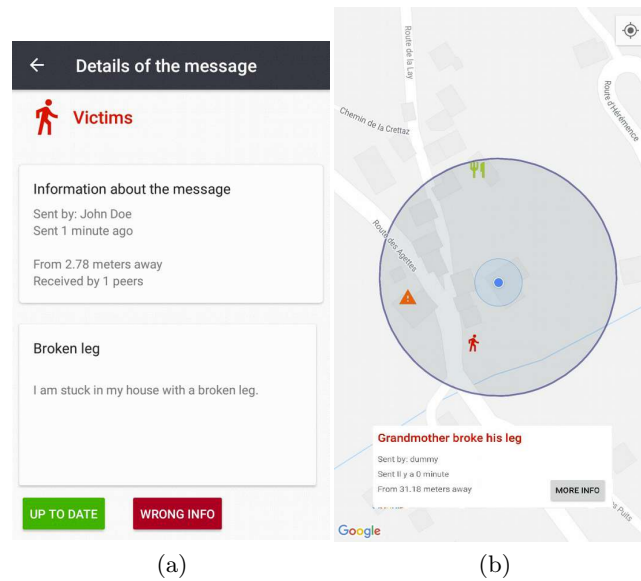 Details of the message
Victims
Information about the message
Sent by: John Doe
Sent 1 minute ago
From 2.78 meters away
Received by 1 peers
Broken leg
I am stuck in my house with a broken leg.
UP TO DATE
WRONG INFO
(a)
Route de la Lay
Route d'Hérémence
Chemin de la Crettaz
Route des Agettes
Grandmother broke his leg
Sent by: dummy
Sent Il y a 0 minute
From 31.18 meters away
MORE INFO
Puits
Google
(b)